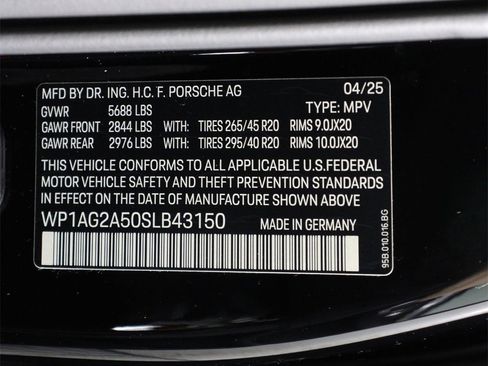 MFD BY DR. ING. H.C. F. PORSCHE AG 04/25
GVWR 5688 LBS TYPE: MPV
GAWR FRONT 2844 LBS WITH: TIRES 265/45 R20 RIMS 9.0JX20
GAWR REAR 2976 LBS WITH: TIRES 295/40 R20 RIMS 10.0JX20
THIS VEHICLE CONFORMS TO ALL APPLICABLE U.S.FEDERAL
MOTOR VEHICLE SAFETY AND THEFT PREVENTION STANDARDS
IN EFFECT ON THE DATE OF MANUFACTURE SHOWN ABOVE.
WP1AG2A50SLB43150 MADE IN GERMANY
95B.010.016.BG